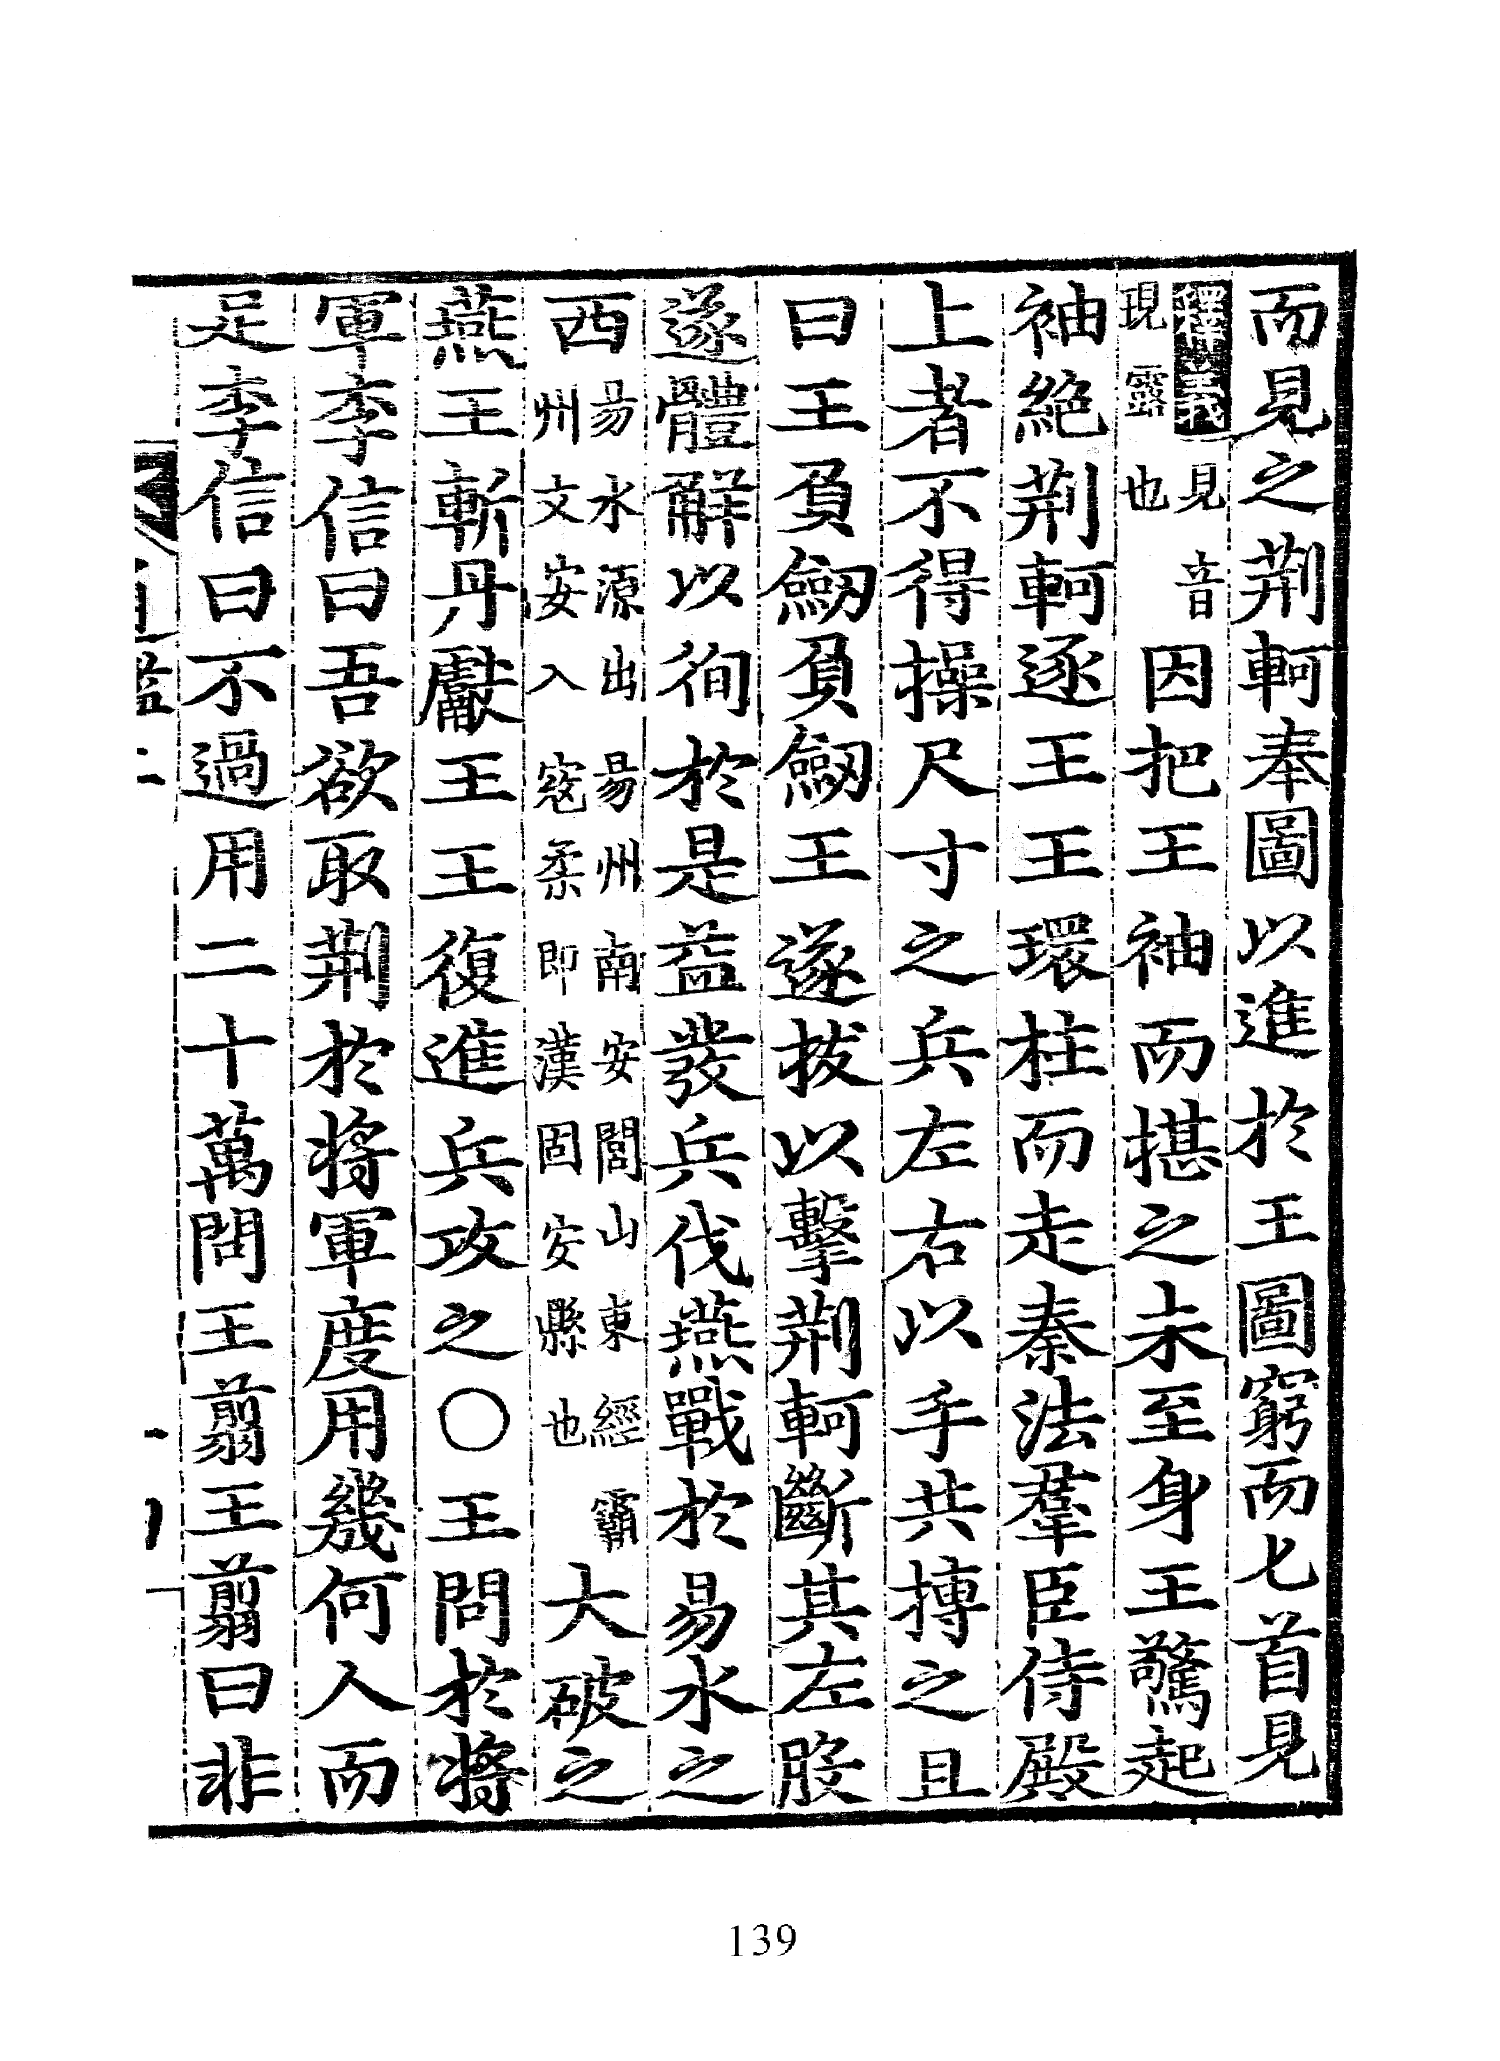 而見之荆軻奉圖以進於王圖窮而匕首見
釋義見音現露也因把王袖而揕之未至身王驚起
袖絶荆軻逐王王環柱而走秦法羣臣侍殿
上者不得操尺寸之兵左右以手共搏之且
曰王負劒負劒王遂拔以擊荆軻斷其左股
遂體解以徇於是益發兵伐燕戰於易水之
西易水源出易州南安閻山東經霸州文安入𡨥柔即漢固安縣也大破之
燕王斬丹獻王王復進兵攻之〇王問於將
軍李信曰吾欲取荆於將軍度用幾何人而
足李信曰不過用二十萬問王翦王翦曰非
139